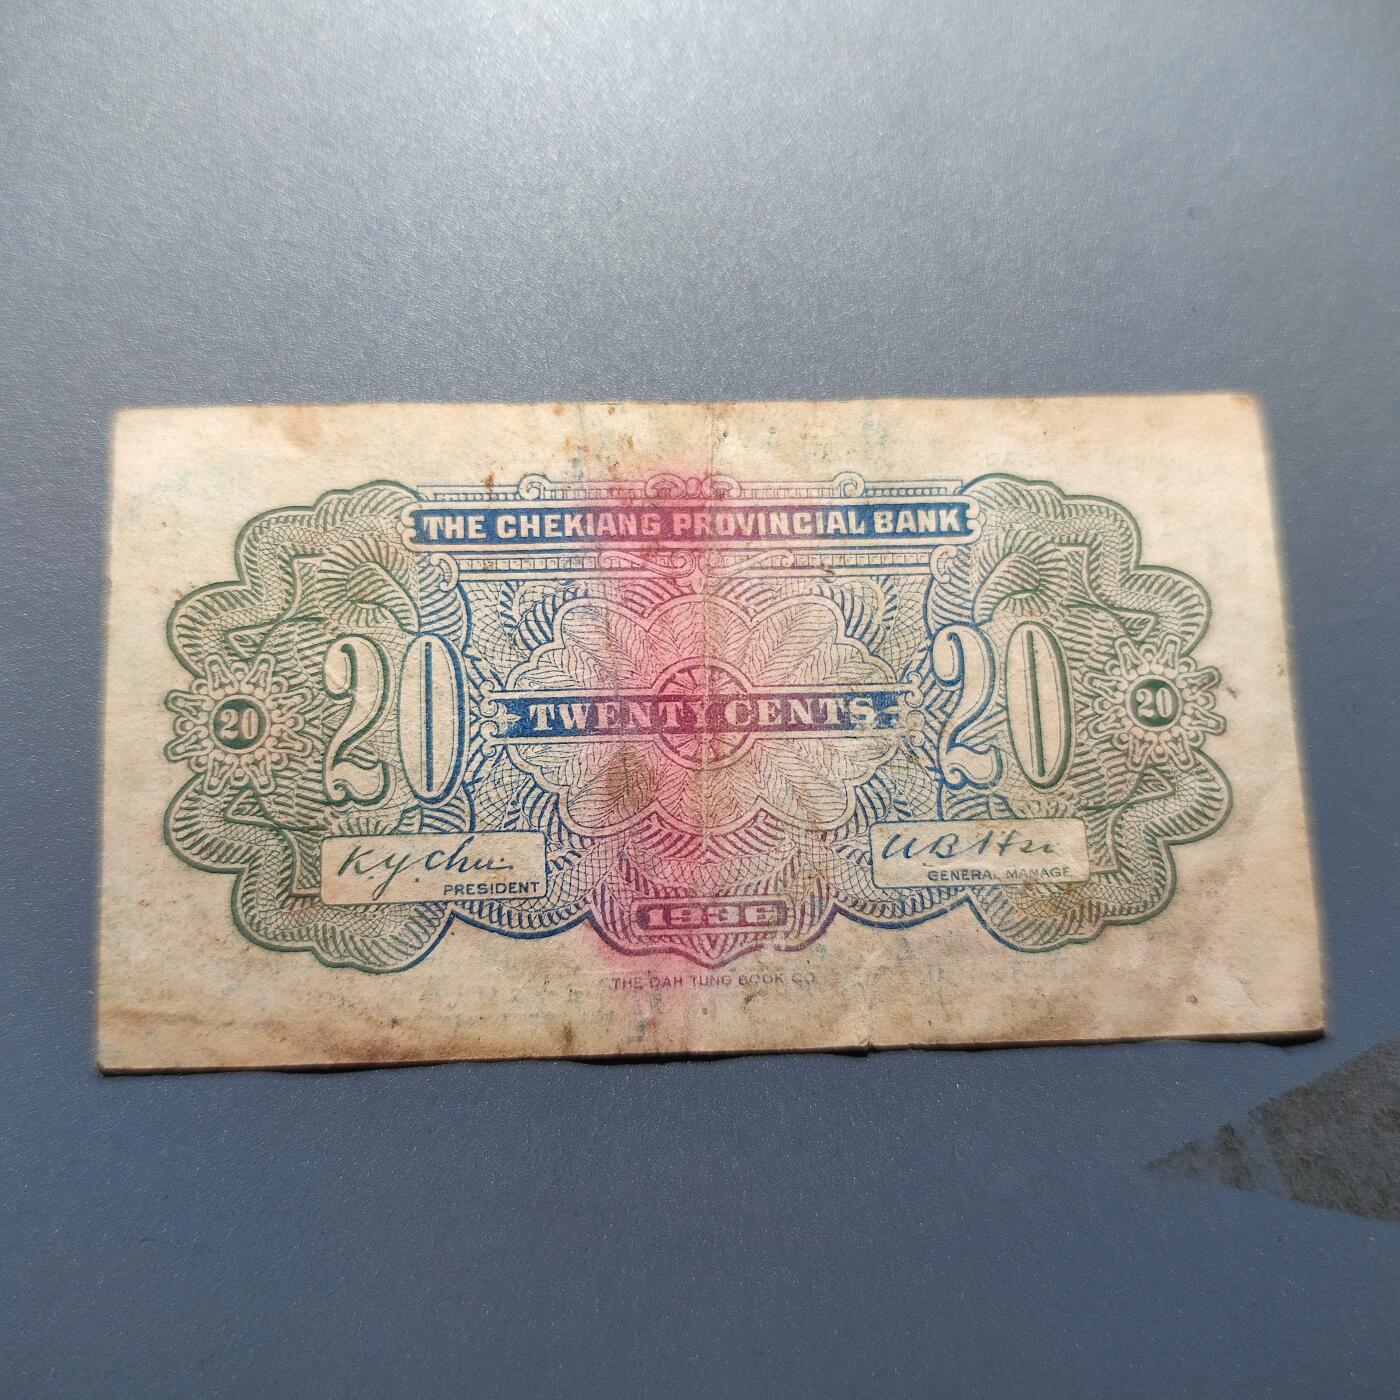 THE CHEKIANG PROVINCIAL BANK
20 20 20 20
TWENTY CENTS
K.Y. Chu
PRESIDENT
U.B. Hsi
GENERAL MANAGE
1936
THE DAH TUNG BOOK CO.